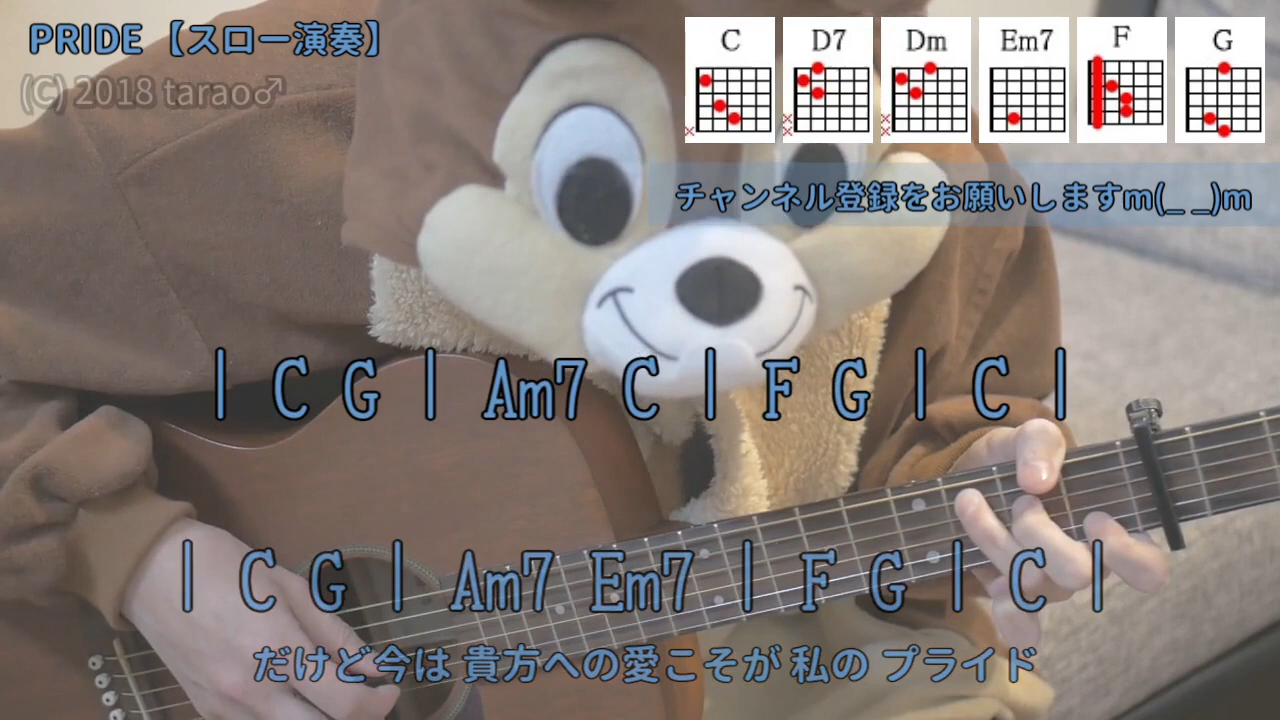 PRIDE【スロー演奏】
(C) 2018 tarao♂
C D7 Dm Em7 F G
チャンネル登録をお願いしますm(_ _)m
| C G | Am7 C | F G | C |
| C G | Am7 Em7 | F G | C |
だけど今は 貴方への愛こそが 私の プライド